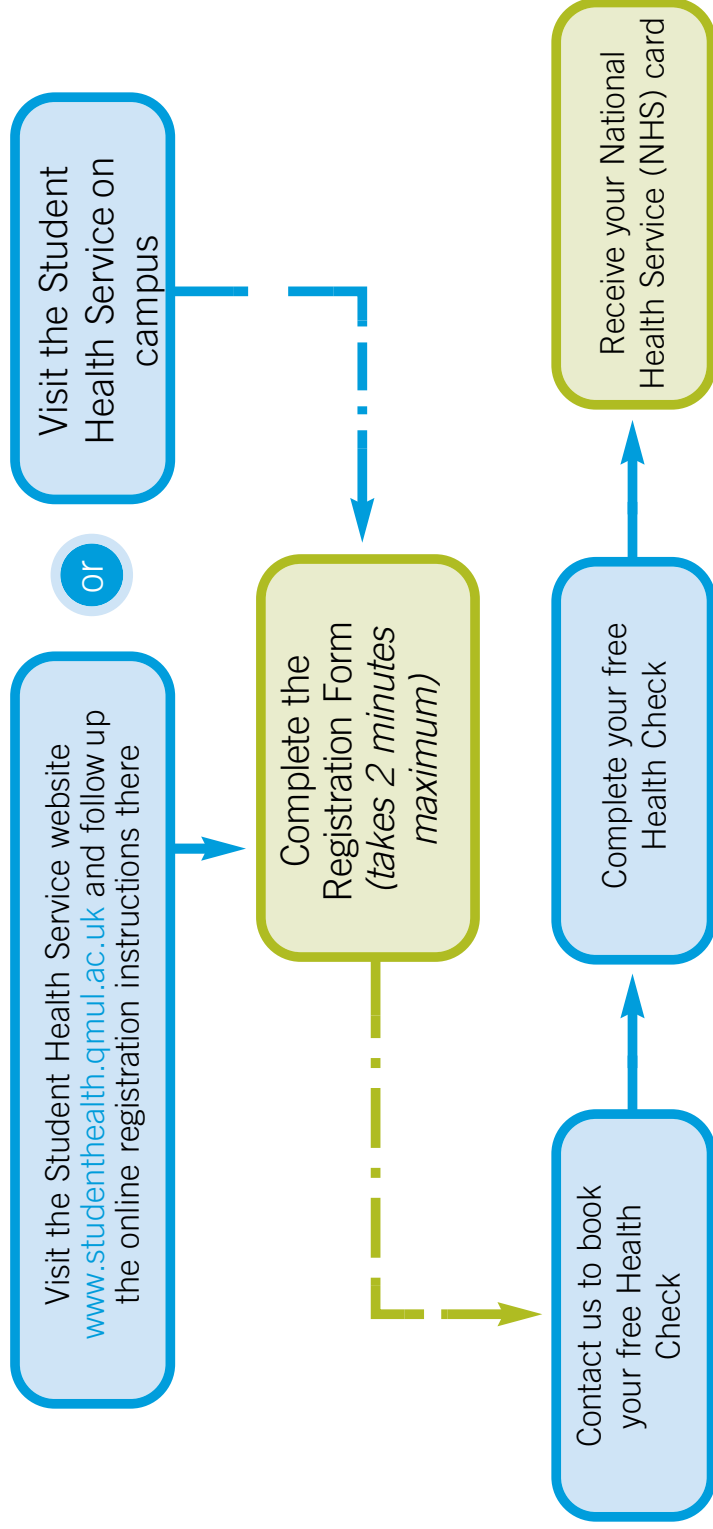 Visit the Student Health Service website
www.studenthealth.qmul.ac.uk and follow up
the online registration instructions there
or
Visit the Student
Health Service on
campus
Complete the
Registration Form
(takes 2 minutes
maximum)
Contact us to book
your free Health
Check
Complete your free
Health Check
Receive your National
Health Service (NHS) card